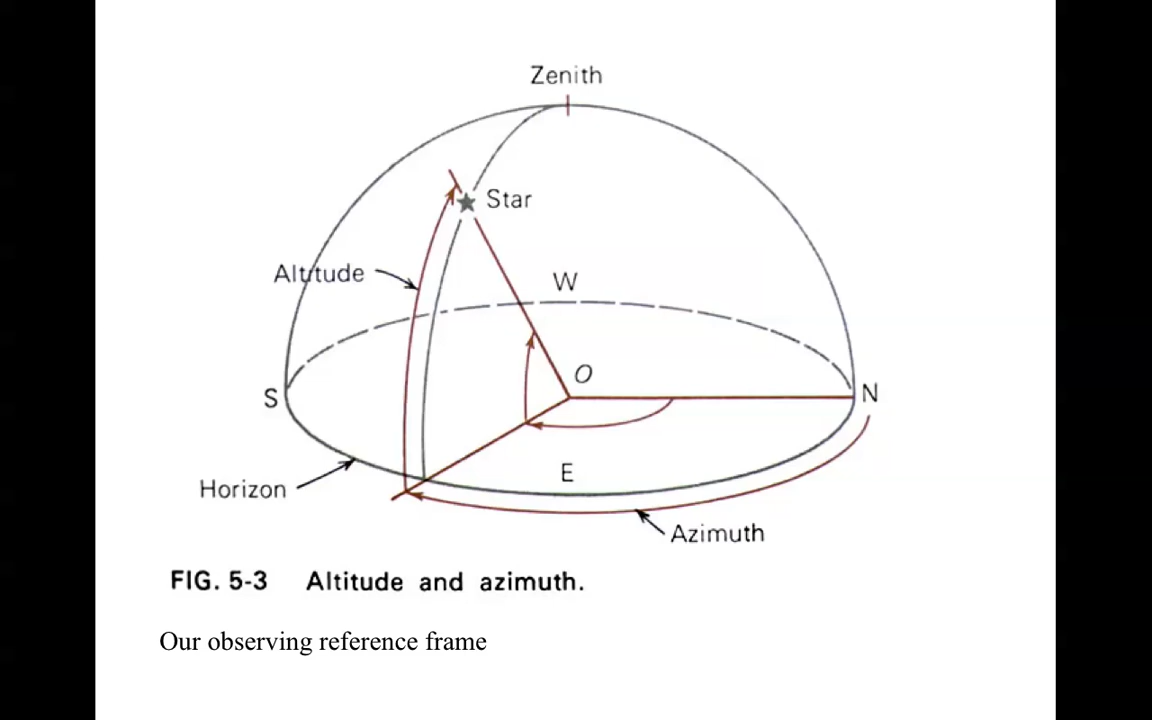 Zenith
Star
Altitude
W
O
S
N
E
Horizon
Azimuth
FIG. 5-3 Altitude and azimuth.
Our observing reference frame